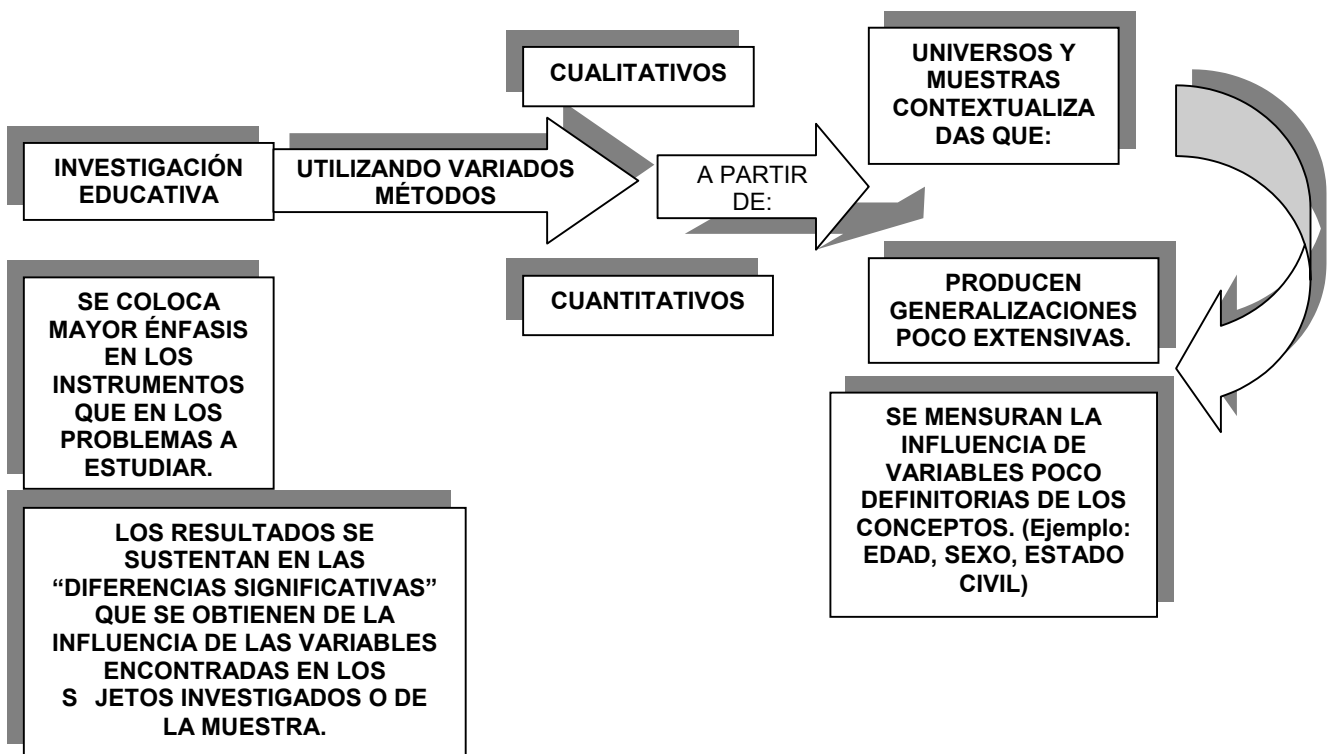 CUALITATIVOS
UNIVERSOS Y
MUESTRAS
CONTEXTUALIZA
DAS QUE:
INVESTIGACIÓN
EDUCATIVA
UTILIZANDO VARIADOS
MÉTODOS
A PARTIR
DE:
CUANTITATIVOS
PRODUCEN
GENERALIZACIONES
POCO EXTENSIVAS.
SE COLOCA
MAYOR ÉNFASIS
EN LOS
INSTRUMENTOS
QUE EN LOS
PROBLEMAS A
ESTUDIAR.
SE MENSURAN LA
INFLUENCIA DE
VARIABLES POCO
DEFINITORIAS DE LOS
CONCEPTOS. (Ejemplo:
EDAD, SEXO, ESTADO
CIVIL)
LOS RESULTADOS SE
SUSTENTAN EN LAS
“DIFERENCIAS SIGNIFICATIVAS”
QUE SE OBTIENEN DE LA
INFLUENCIA DE LAS VARIABLES
ENCONTRADAS EN LOS
S JETOS INVESTIGADOS O DE
LA MUESTRA.